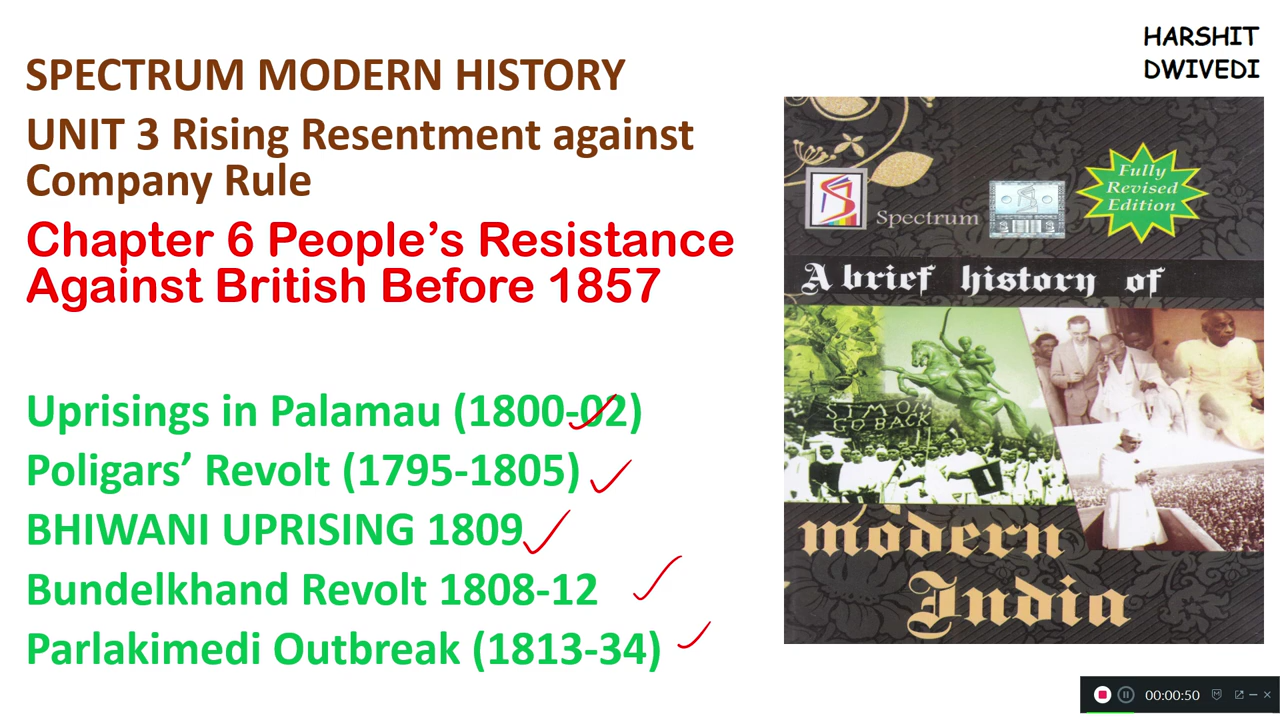 HARSHIT
DWIVEDI
SPECTRUM MODERN HISTORY
UNIT 3 Rising Resentment against
Company Rule
Chapter 6 People’s Resistance
Against British Before 1857
Uprisings in Palamau (1800-02)
Poligars’ Revolt (1795-1805)
BHIWANI UPRISING 1809
Bundelkhand Revolt 1808-12
Parlakimedi Outbreak (1813-34)
Fully
Revised
Edition
Spectrum
SPECTRUM BOOKS
A brief history of
SIMON
GO BACK
modern
India
00:00:50